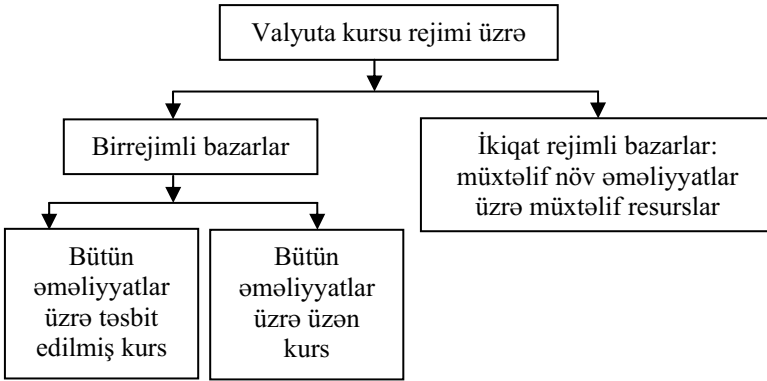 Valyuta kursu rejimi üzrə
Birrejimli bazarlar
İkiqat rejimli bazarlar:
müxtəlif növ əməliyyatlar
üzrə müxtəlif resurslar
Bütün
əməliyyatlar
üzrə təsbit
edilmiş kurs
Bütün
əməliyyatlar
üzrə üzən
kurs